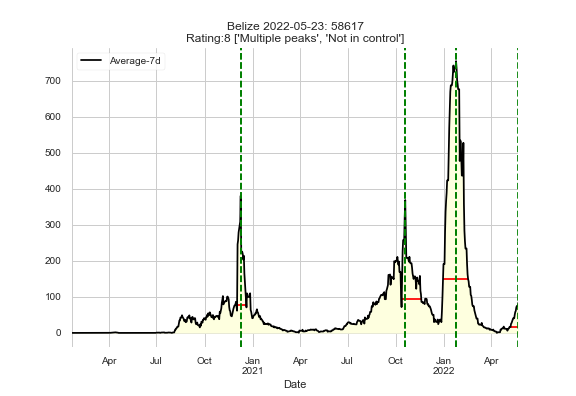 Belize 2022-05-23: 58617
Rating:8 ['Multiple peaks', 'Not in control']
Average-7d
700
600
500
400
300
200
100
0
Apr Jul Oct Jan Apr Jul Oct Jan Apr
2021 2022
Date